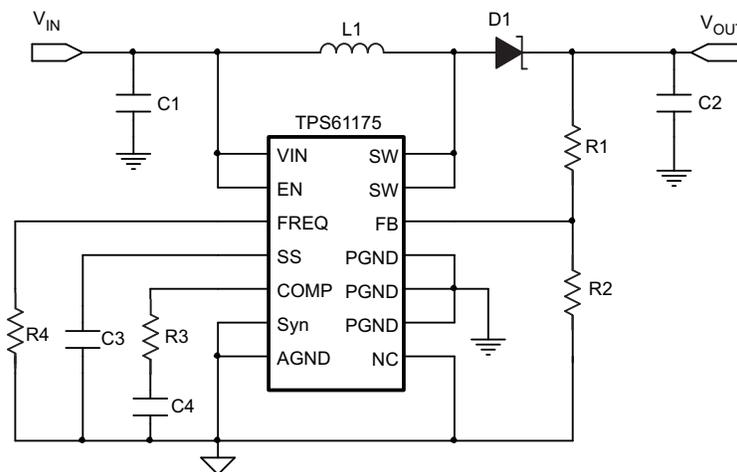 VIN
L1
D1
VOUT
C1
C2
TPS61175
VIN
SW
R1
EN
SW
FREQ
FB
SS
PGND
COMP
PGND
R2
R4
C3
R3
Syn
PGND
AGND
NC
C4